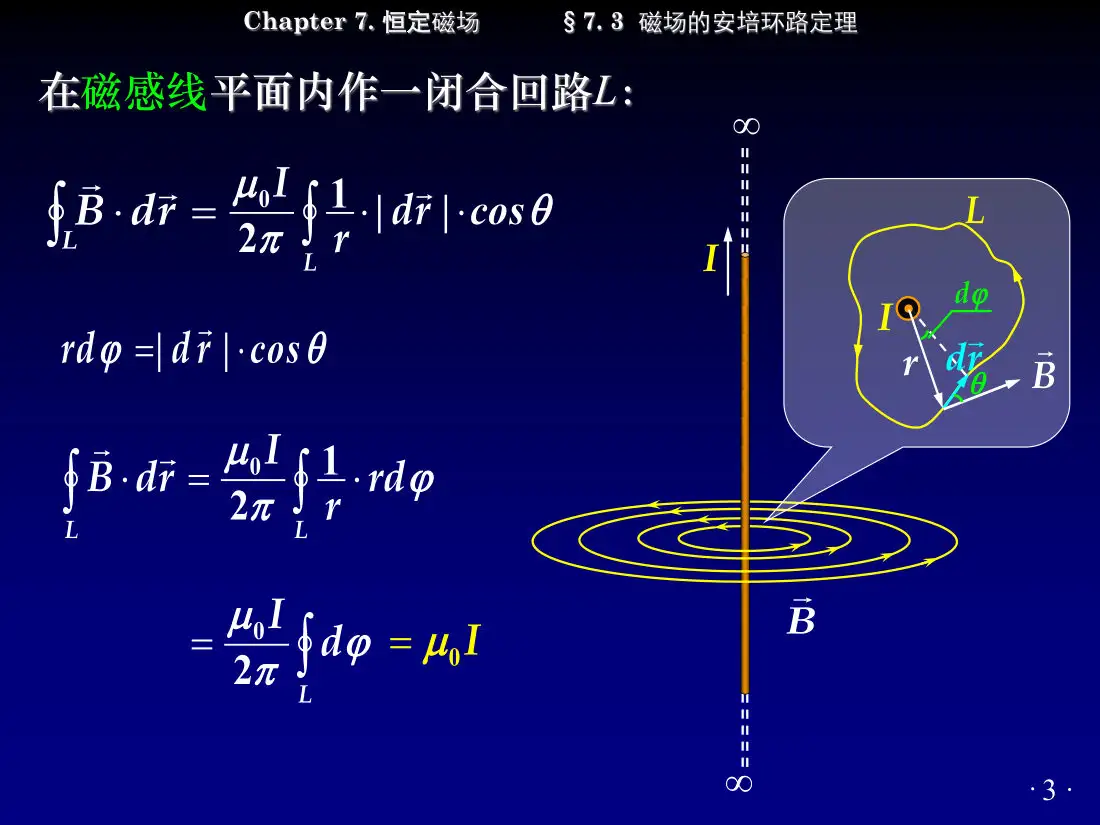 Chapter 7. 恒定磁场 §7. 3 磁场的安培环路定理
在磁感线平面内作一闭合回路L:
∮_L B⃗ · dr⃗ = μ₀I/2π ∮_L 1/r · | dr⃗ | · cosθ
rdφ =| dr⃗ | · cosθ
∮_L B⃗ · dr⃗ = μ₀I/2π ∮_L 1/r · rdφ
= μ₀I/2π ∮_L dφ = μ₀I
∞
I
L
I
dφ
r
dr⃗
θ
B⃗
B⃗
∞
· 3 ·